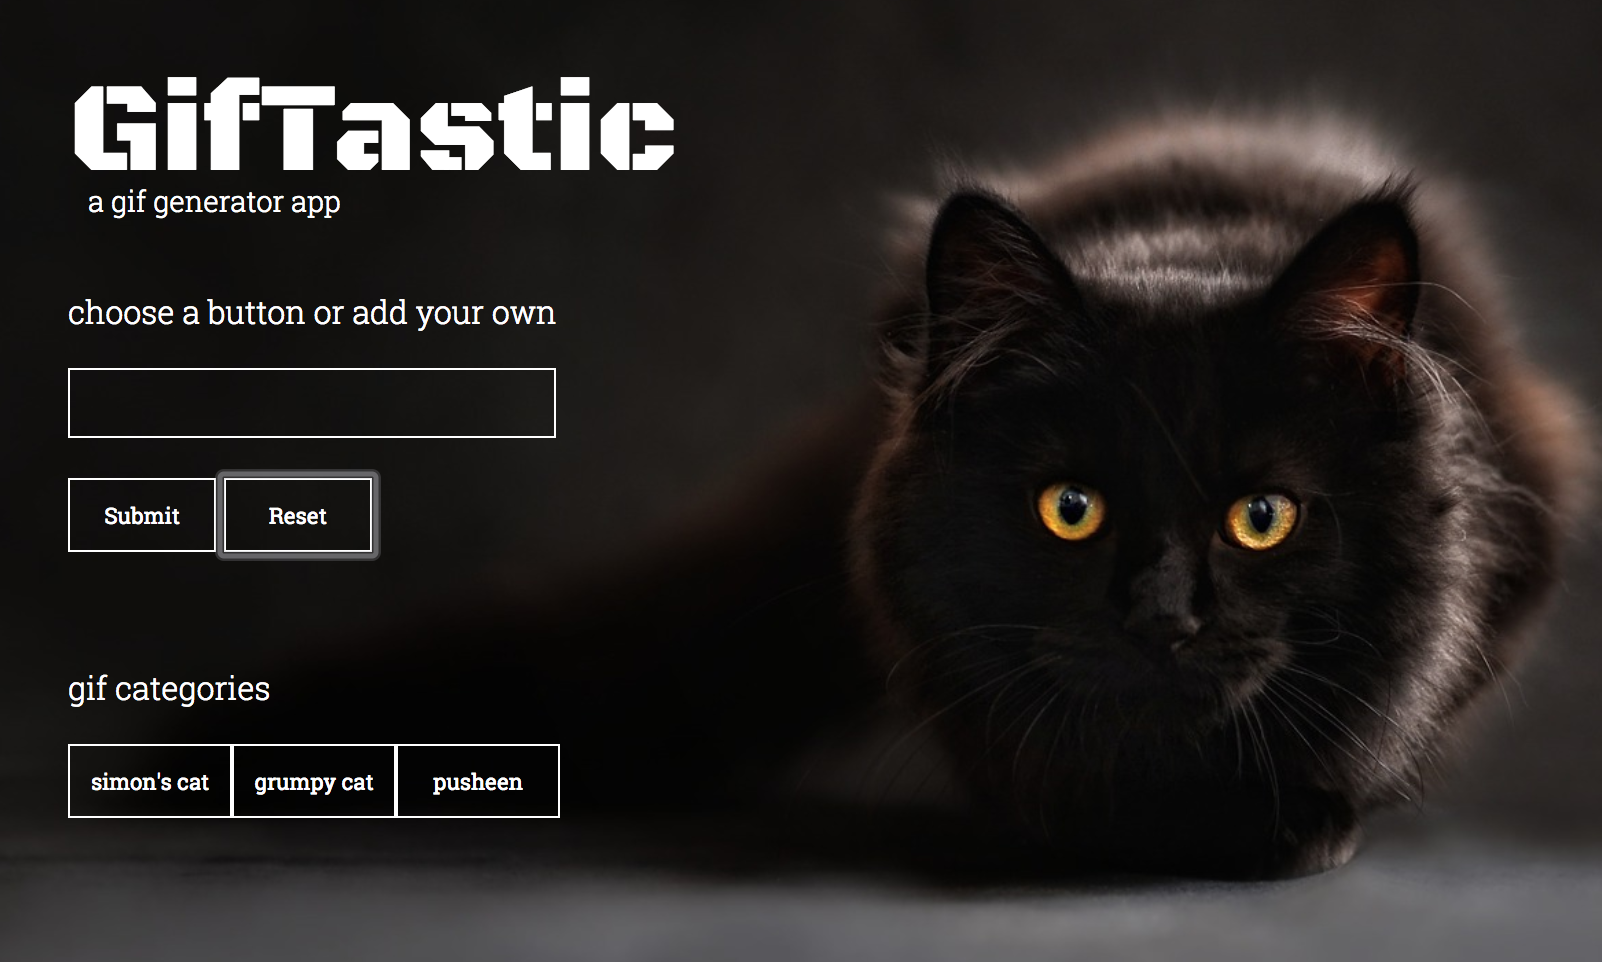 GifTastic
a gif generator app
choose a button or add your own
Submit Reset
gif categories
simon's cat grumpy cat pusheen